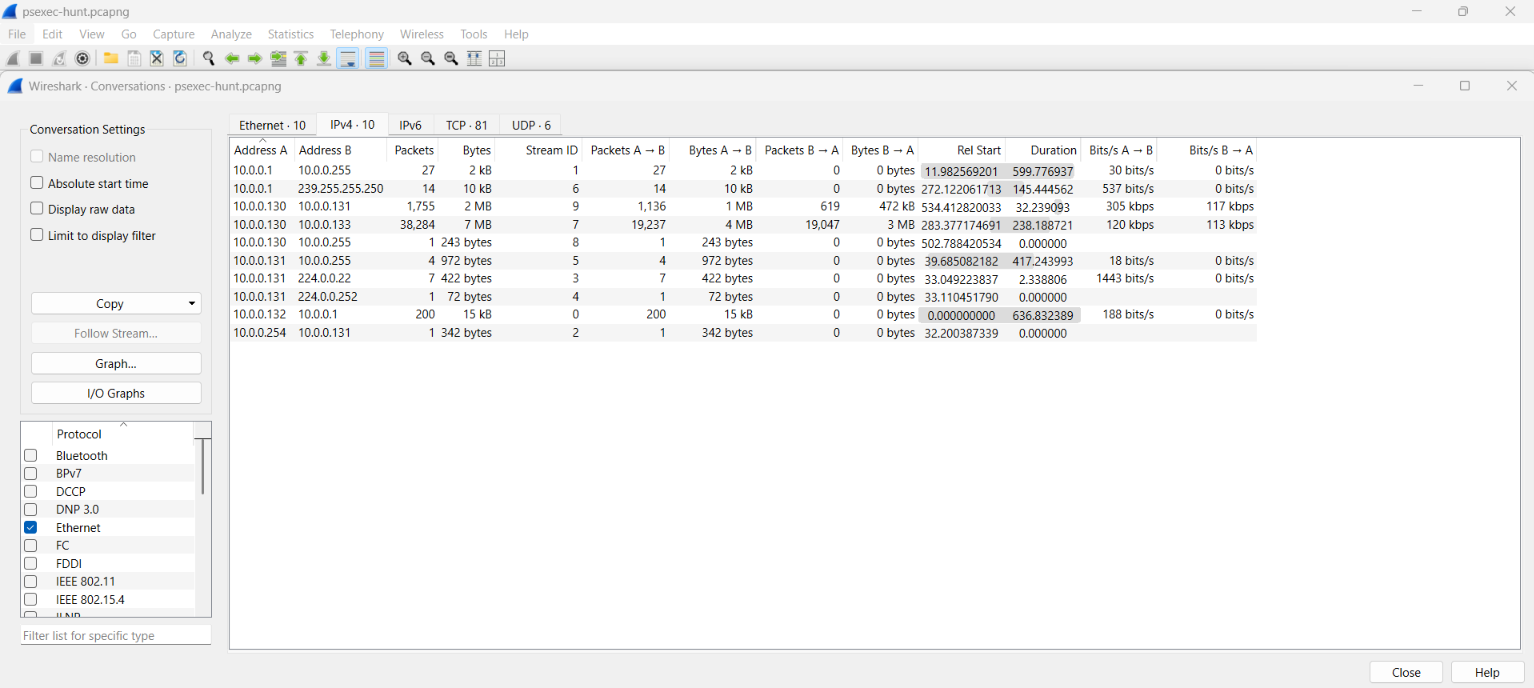 psexec-hunt.pcapng
File Edit View Go Capture Analyze Statistics Telephony Wireless Tools Help
Wireshark · Conversations · psexec-hunt.pcapng
Conversation Settings
Name resolution
Absolute start time
Display raw data
Limit to display filter
Copy
Follow Stream...
Graph...
I/O Graphs
Protocol
Bluetooth
BPv7
DCCP
DNP 3.0
Ethernet
FC
FDDI
IEEE 802.11
IEEE 802.15.4
Filter list for specific type
Ethernet · 10 IPv4 · 10 IPv6 TCP · 81 UDP · 6
Address A Address B Packets Bytes Stream ID Packets A → B Bytes A → B Packets B → A Bytes B → A Rel Start Duration Bits/s A → B Bits/s B → A
10.0.0.1 10.0.0.255 27 2 kB 1 27 2 kB 0 0 bytes 11.982569201 599.776937 30 bits/s 0 bits/s
10.0.0.1 239.255.255.250 14 10 kB 6 14 10 kB 0 0 bytes 272.122061713 145.444562 537 bits/s 0 bits/s
10.0.0.130 10.0.0.131 1,755 2 MB 9 1,136 1 MB 619 472 kB 534.412820033 32.239093 305 kbps 117 kbps
10.0.0.130 10.0.0.133 38,284 7 MB 7 19,237 4 MB 19,047 3 MB 283.377174691 238.188721 120 kbps 113 kbps
10.0.0.130 10.0.0.255 1 243 bytes 8 1 243 bytes 0 0 bytes 502.788420534 0.000000
10.0.0.131 10.0.0.255 4 972 bytes 5 4 972 bytes 0 0 bytes 39.685082182 417.243993 18 bits/s 0 bits/s
10.0.0.131 224.0.0.22 7 422 bytes 3 7 422 bytes 0 0 bytes 33.049223837 2.338806 1443 bits/s 0 bits/s
10.0.0.131 224.0.0.252 1 72 bytes 4 1 72 bytes 0 0 bytes 33.110451790 0.000000
10.0.0.132 10.0.0.1 200 15 kB 0 200 15 kB 0 0 bytes 0.000000000 636.832389 188 bits/s 0 bits/s
10.0.0.254 10.0.0.131 1 342 bytes 2 1 342 bytes 0 0 bytes 32.200387339 0.000000
Close Help